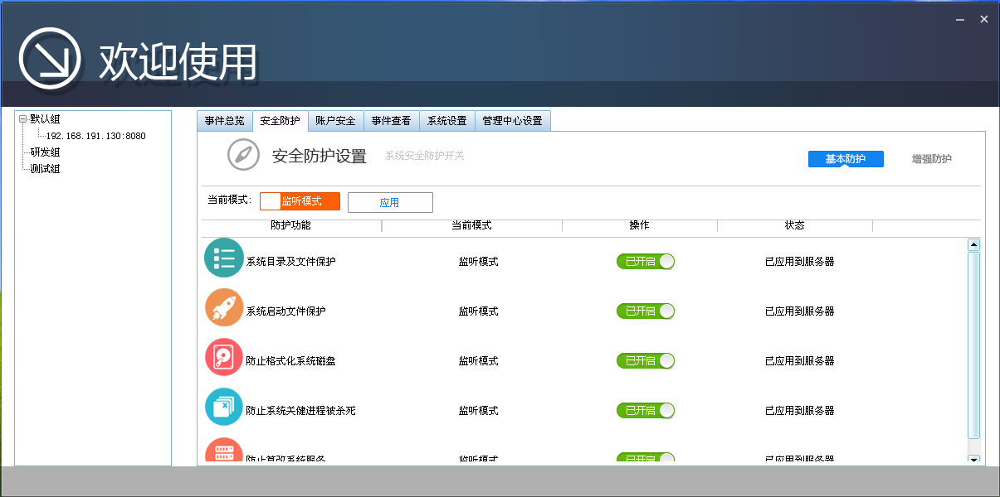 欢迎使用
默认组
192.168.191.130:8080
研发组
测试组
事件总览 安全防护 账户安全 事件查看 系统设置 管理中心设置
安全防护设置 系统安全防护开关 基本防护 增强防护
当前模式: 监听模式 应用
防护功能 当前模式 操作 状态
系统目录及文件保护 监听模式 已开启 已应用到服务器
系统启动文件保护 监听模式 已开启 已应用到服务器
防止格式化系统磁盘 监听模式 已开启 已应用到服务器
防止系统关健进程被杀死 监听模式 已开启 已应用到服务器
防止篡改系统服务 监听模式 已开启 已应用到服务器